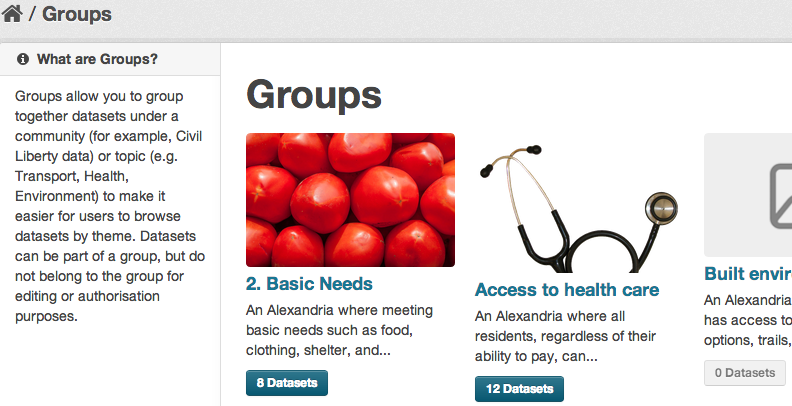 / Groups
What are Groups?
Groups allow you to group
together datasets under a
community (for example, Civil
Liberty data) or topic (e.g.
Transport, Health,
Environment) to make it
easier for users to browse
datasets by theme. Datasets
can be part of a group, but do
not belong to the group for
editing or authorisation
purposes.
Groups
2. Basic Needs
An Alexandria where meeting
basic needs such as food,
clothing, shelter, and...
8 Datasets
Access to health care
An Alexandria where all
residents, regardless of their
ability to pay, can...
12 Datasets
Built envir
An Alexandria
has access to
options, trails,
0 Datasets